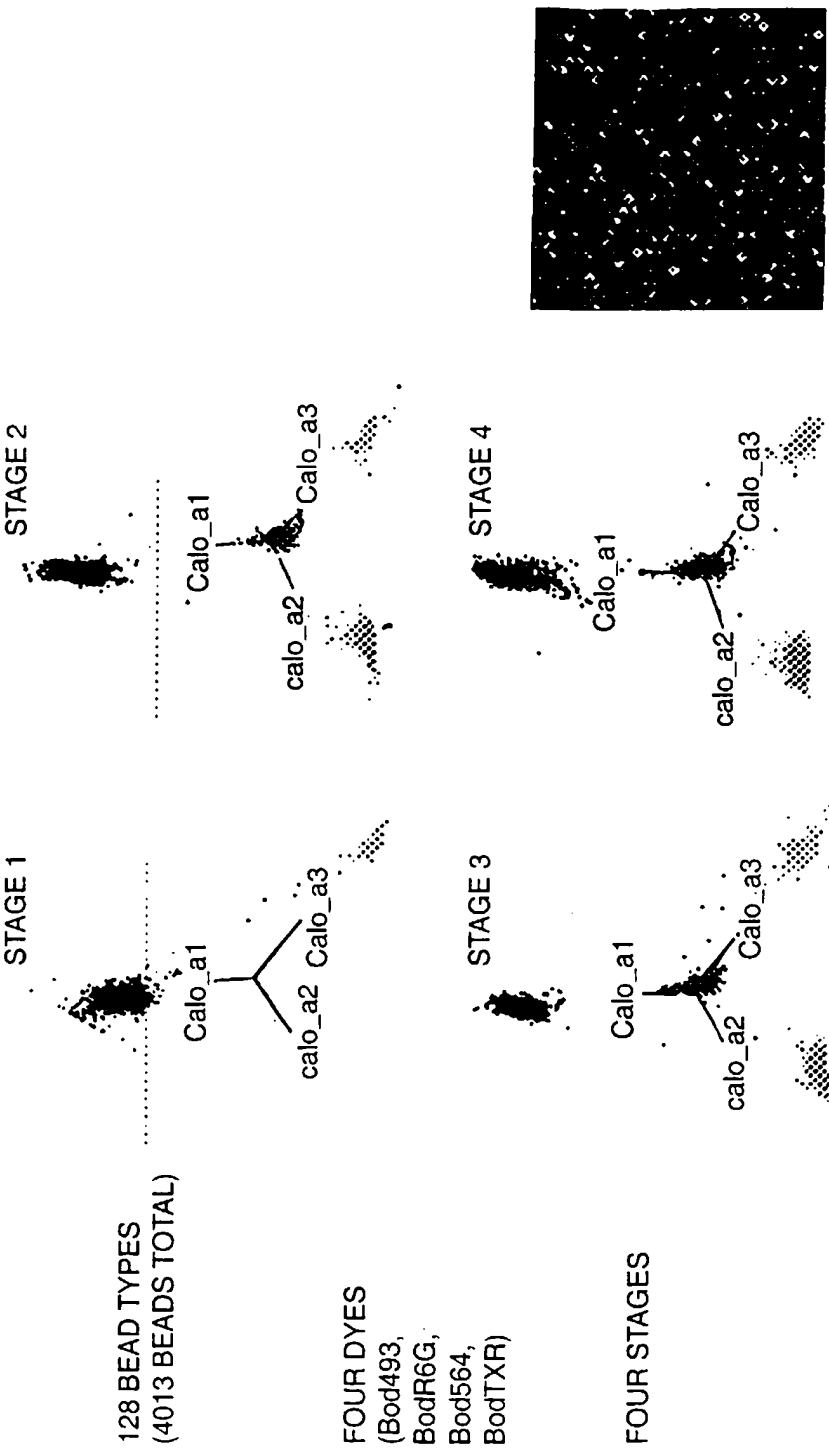 128 BEAD TYPES
(4013 BEADS TOTAL)
FOUR DYES
(Bod493,
BodR6G,
Bod564,
BodTXR)
FOUR STAGES
STAGE 1
Calo_a1
calo_a2
Calo_a3
STAGE 2
Calo_a1
calo_a2
Calo_a3
STAGE 3
Calo_a1
calo_a2
Calo_a3
STAGE 4
Calo_a1
calo_a2
Calo_a3